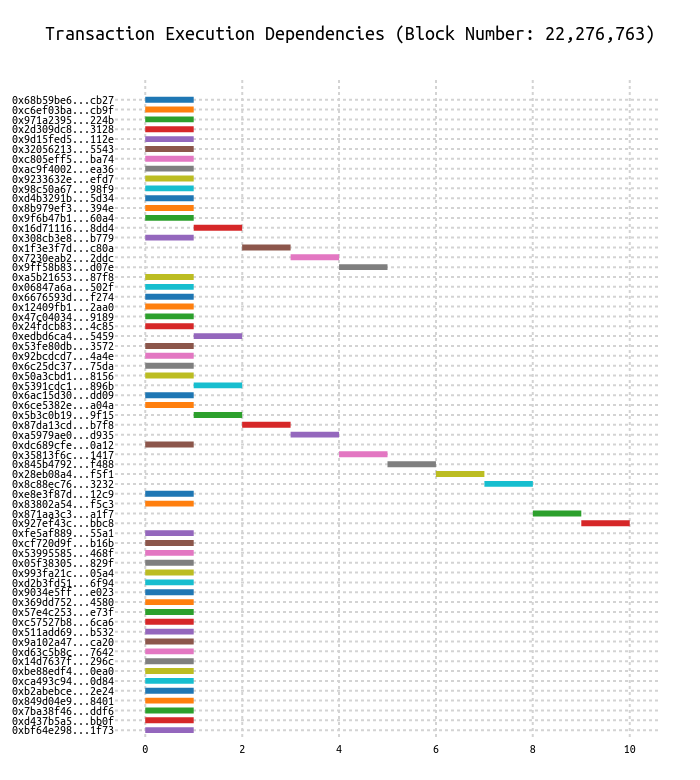 Transaction Execution Dependencies (Block Number: 22,276,763)
0x68b59be6...cb27
0xc6ef03ba...cb9f
0x971a2395...224b
0x2d309dc8...3128
0x9d15fed5...112e
0x32056213...5543
0xc805eff5...ba74
0xac9f4002...ea36
0x9233632e...efd7
0x98c50a67...98f9
0xd4b3291b...5d34
0x8b979ef3...394e
0x9f6b47b1...60a4
0x16d71116...8dd4
0x308cb3e8...b779
0x1f3e3f7d...c80a
0x7230eab2...2ddc
0x9ff58b83...d07e
0xa5b21653...87f8
0x06847a6a...502f
0x6676593d...f274
0x12409fb1...2aa0
0x47c04034...9189
0x24fdcb83...4c85
0xedbd6ca4...5459
0x53fe80db...3572
0x92bcdcd7...4a4e
0x6c25dc37...75da
0x50a3cbd1...8156
0x5391cdc1...896b
0x6ac15d30...dd09
0x6ce5382e...a04a
0x5b3c0b19...9f15
0x87da13cd...b7f8
0xa5979ae0...d935
0xdc689cfe...0a12
0x35813f6c...1417
0x845b4792...f488
0x28eb08a4...f5f1
0x8c88ec76...3232
0xe8e3f87d...12c9
0x83802a54...f5c3
0x871aa3c3...a1f7
0x927ef43c...bbc8
0xfe5af889...55a1
0xcf720d9f...b16b
0x53995585...468f
0x05f38305...829f
0x993fa21c...05a4
0xd2b3fd51...6f94
0x9034e5ff...e023
0x369dd752...4580
0x57e4c253...e73f
0xc57527b8...6ca6
0x511add69...b532
0x9a102a47...ca20
0xd63c5b8c...7642
0x14d7637f...296c
0xbe88edf4...0ea0
0xca493c94...0d84
0xb2abebce...2e24
0x849d04e9...8401
0x7ba38f46...ddf6
0xd437b5a5...bb0f
0xbf64e298...1f73
0 2 4 6 8 10